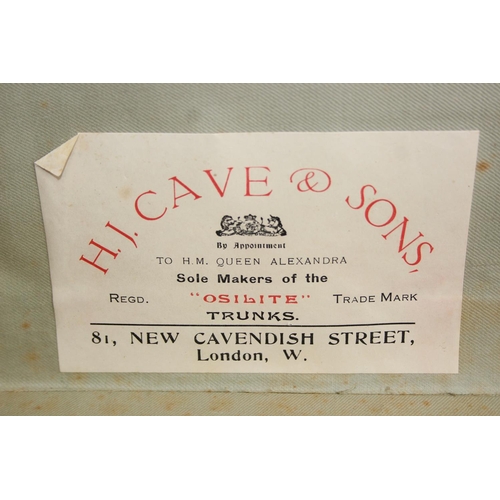 H.J. CAVE & SONS,
By Appointment
TO H.M. QUEEN ALEXANDRA
Sole Makers of the
REGD. "OSILITE" TRADE MARK
TRUNKS.
81, NEW CAVENDISH STREET,
London, W.